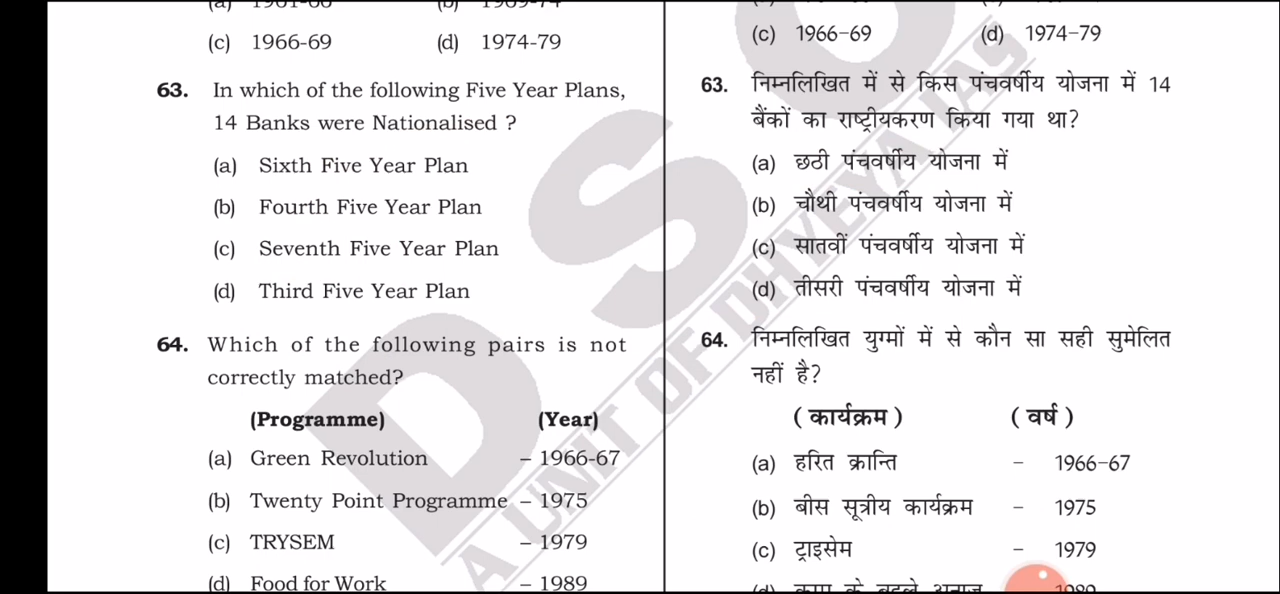 (c) 1966-69 (d) 1974-79
63. In which of the following Five Year Plans,
14 Banks were Nationalised ?
(a) Sixth Five Year Plan
(b) Fourth Five Year Plan
(c) Seventh Five Year Plan
(d) Third Five Year Plan
64. Which of the following pairs is not
correctly matched?
(Programme) (Year)
(a) Green Revolution – 1966-67
(b) Twenty Point Programme – 1975
(c) TRYSEM – 1979
(d) Food for Work – 1989
(c) 1966-69 (d) 1974-79
63. निम्नलिखित में से किस पंचवर्षीय योजना में 14
बैंकों का राष्ट्रीयकरण किया गया था?
(a) छठी पंचवर्षीय योजना में
(b) चौथी पंचवर्षीय योजना में
(c) सातवीं पंचवर्षीय योजना में
(d) तीसरी पंचवर्षीय योजना में
64. निम्नलिखित युग्मों में से कौन सा सही सुमेलित
नहीं है?
(कार्यक्रम) (वर्ष)
(a) हरित क्रान्ति – 1966-67
(b) बीस सूत्रीय कार्यक्रम – 1975
(c) ट्राइसेम – 1979
A UNIT OF DHYEYA IAS